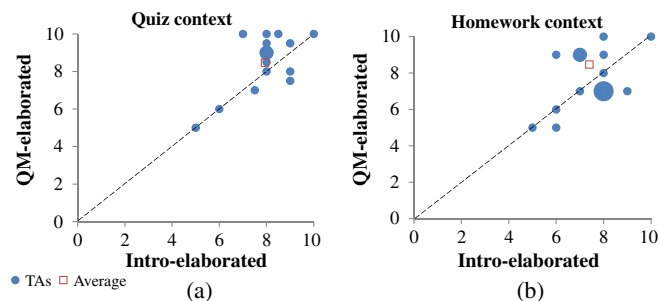 Quiz context
QM-elaborated
10
8
6
4
2
0
0 2 4 6 8 10
Intro-elaborated
TAs Average
(a)
Homework context
QM-elaborated
10
8
6
4
2
0
0 2 4 6 8 10
Intro-elaborated
(b)